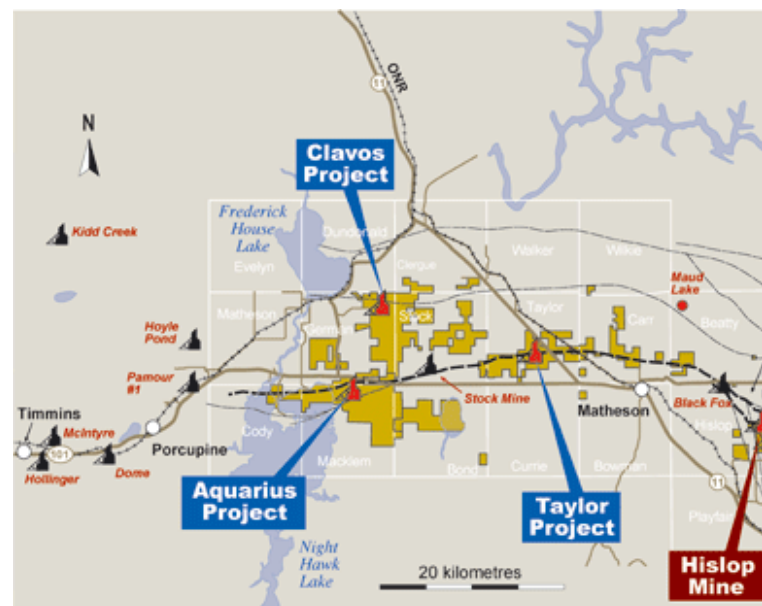 ONR
11
N
Clavos
Project
Kidd Creek
Frederick
House
Lake
Dundonald
Walker
Wilkie
Evelyn
Clergue
Maud
Lake
Matheson
German
Stock
Taylor
Carr
Beatty
Hoyle
Pond
Pamour #1
Stock Mine
Matheson
Black Fox
Timmins
McIntyre
Porcupine
Cody
Hislop
101
Hollinger
Dome
Macklem
Bond
Currie
Bowman
11
Aquarius
Project
Taylor
Project
Playfair
Night
Hawk
Lake
20 kilometres
Hislop
Mine